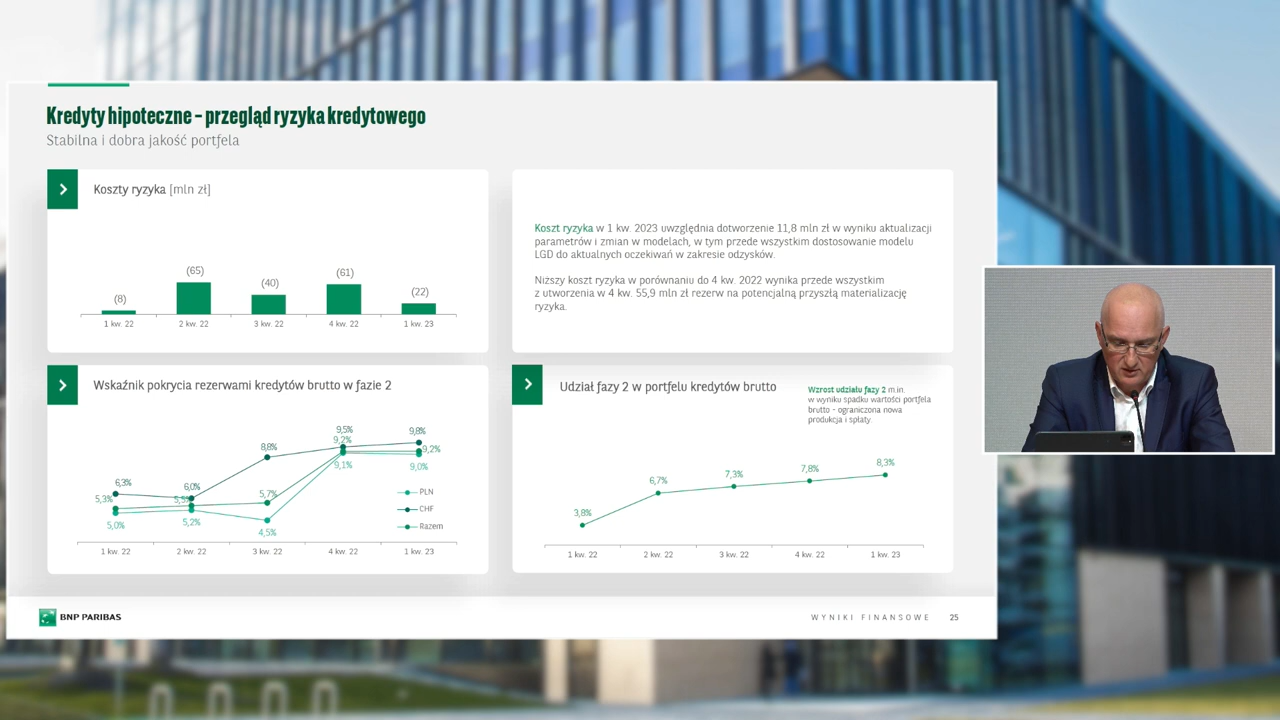 Kredyty hipoteczne – przegląd ryzyka kredytowego
Stabilna i dobra jakość portfela
Koszty ryzyka [mln zł]
(8)
(65)
(40)
(61)
(22)
1 kw. 22
2 kw. 22
3 kw. 22
4 kw. 22
1 kw. 23
Koszt ryzyka w 1 kw. 2023 uwzględnia dotworzenie 11,8 mln zł w wyniku aktualizacji
parametrów i zmian w modelach, w tym przede wszystkim dostosowanie modelu
LGD do aktualnych oczekiwań w zakresie odzysków.
Niższy koszt ryzyka w porównaniu do 4 kw. 2022 wynika przede wszystkim
z utworzenia w 4 kw. 55,9 mln zł rezerw na potencjalną przyszłą materializację
ryzyka.
Wskaźnik pokrycia rezerwami kredytów brutto w fazie 2
6,3%
5,3%
5,0%
6,0%
5,2%
8,8%
5,7%
4,5%
9,5%
9,2%
9,1%
9,8%
9,2%
9,0%
PLN
CHF
Razem
1 kw. 22
2 kw. 22
3 kw. 22
4 kw. 22
1 kw. 23
Udział fazy 2 w portfelu kredytów brutto
Wzrost udziału fazy 2 m.in.
w wyniku spadku wartości portfela
brutto – ograniczona nowa
produkcja i spłaty.
3,8%
6,7%
7,3%
7,8%
8,3%
1 kw. 22
2 kw. 22
3 kw. 22
4 kw. 22
1 kw. 23
BNP PARIBAS
WYNIKI FINANSOWE 25